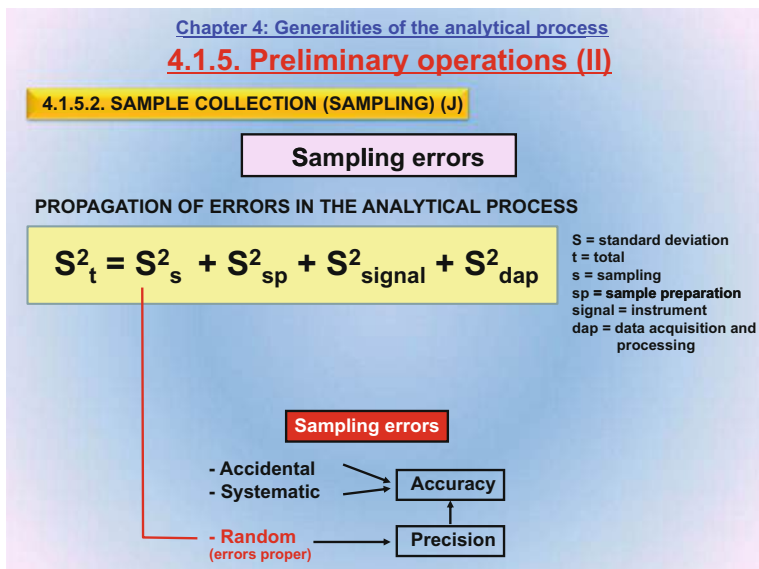 Chapter 4: Generalities of the analytical process
4.1.5. Preliminary operations (II)
4.1.5.2. SAMPLE COLLECTION (SAMPLING) (J)
Sampling errors
PROPAGATION OF ERRORS IN THE ANALYTICAL PROCESS
S²ₜ = S²ₛ + S²ₛₚ + S²signal + S²dap
S = standard deviation
t = total
s = sampling
sp = sample preparation
signal = instrument
dap = data acquisition and
processing
Sampling errors
- Accidental
- Systematic
Accuracy
- Random
(errors proper)
Precision